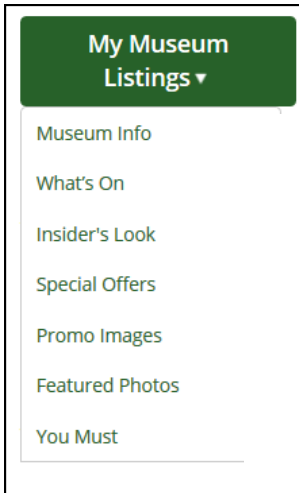 My Museum
Listings ▾
Museum Info
What’s On
Insider's Look
Special Offers
Promo Images
Featured Photos
You Must